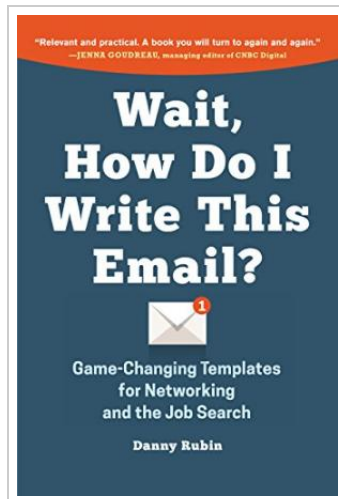 "Relevant and practical. A book you will turn to again and again."
—JENNA GOUDREAU, managing editor of CNBC Digital
Wait,
How Do I
Write This
Email?
1
Game-Changing Templates
for Networking
and the Job Search
Danny Rubin